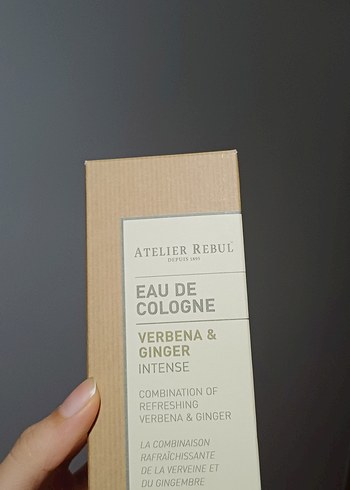 ATELIER REBUL
DEPUIS 1895
EAU DE
COLOGNE
VERBENA &
GINGER
INTENSE
COMBINATION OF
REFRESHING
VERBENA & GINGER
LA COMBINAISON
RAFRAÎCHISSANTE
DE LA VERVEINE ET
DU GINGEMBRE